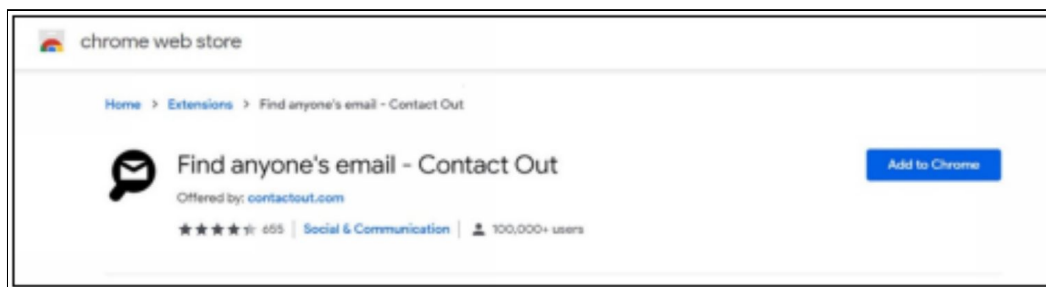 chrome web store
Home > Extensions > Find anyone's email - Contact Out
Find anyone's email - Contact Out
Add to Chrome
Offered by: contactout.com
655 | Social & Communication | 100,000+ users